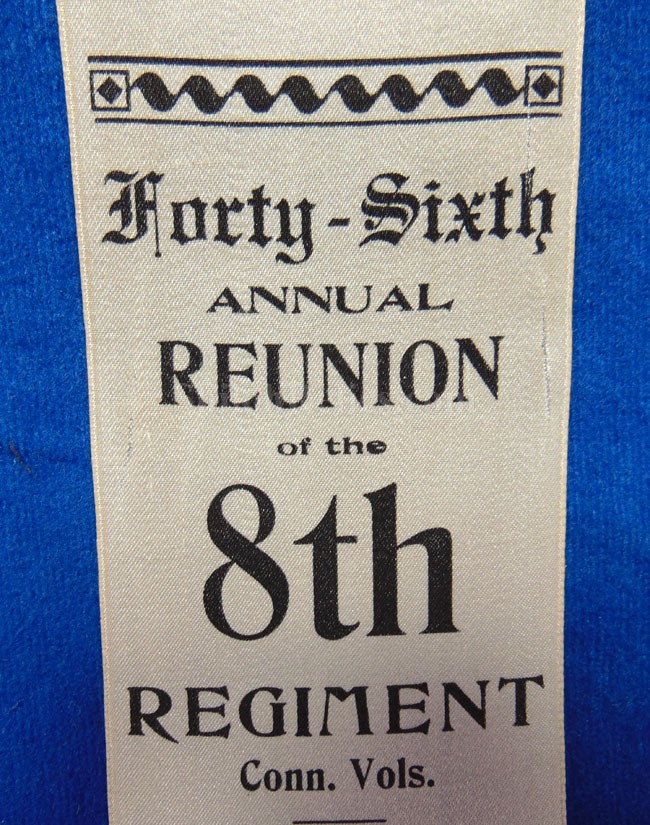 Forty-Sixth
ANNUAL
REUNION
of the
8th
REGIMENT
Conn. Vols.